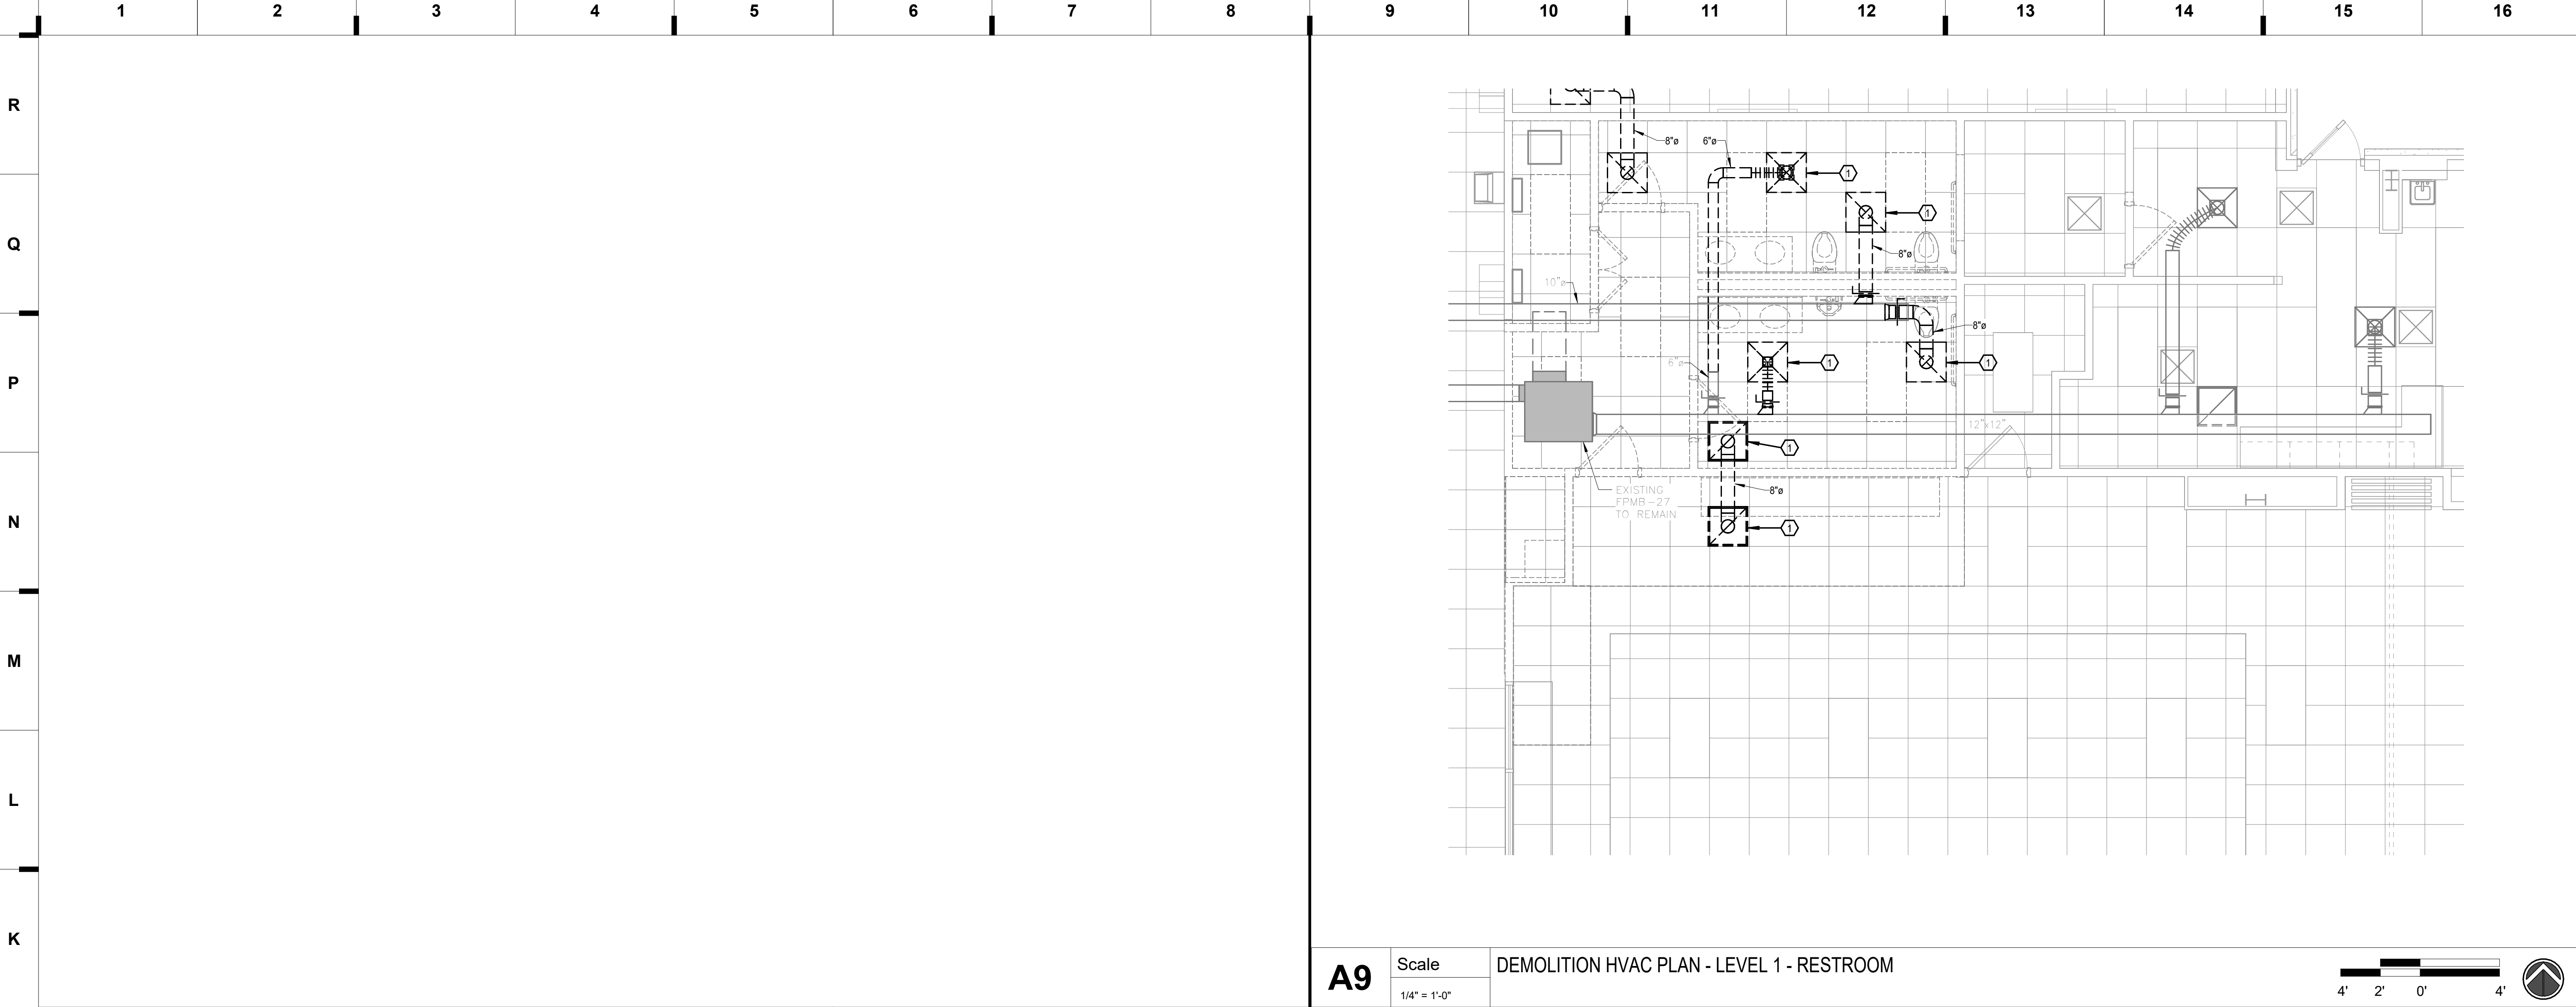 1 2 3 4 5 6 7 8 9 10 11 12 13 14 15 16
R
8"ø
6"ø
1
Q
1
8"ø
10"ø
8"ø
P
6"ø
1
1
12"x12"
1
EXISTING
FPMB-27
TO REMAIN
8"ø
N
1
M
L
K
A9
Scale
1/4" = 1'-0"
DEMOLITION HVAC PLAN - LEVEL 1 - RESTROOM
4' 2' 0' 4'